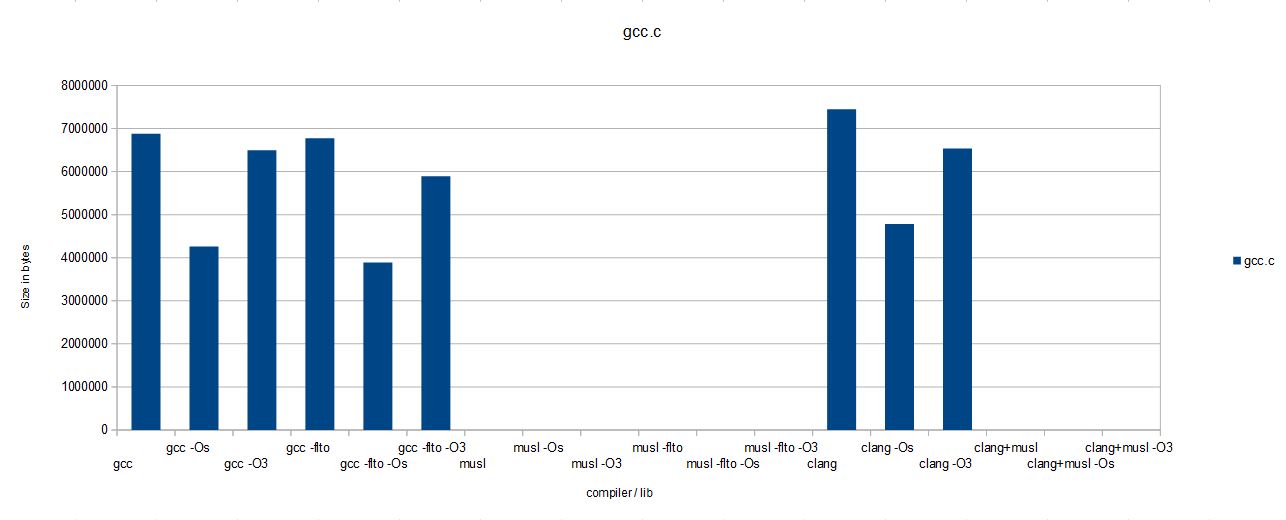 gcc.c
8000000
7000000
6000000
5000000
4000000
3000000
2000000
1000000
0
Size in bytes
gcc -Os gcc -flto gcc -flto -O3 musl -Os musl -flto musl -flto -O3 clang -Os clang+musl clang+musl -O3
gcc gcc -O3 gcc -flto -Os musl musl -O3 musl -flto -Os clang clang -O3 clang+musl -Os
compiler / lib
gcc.c